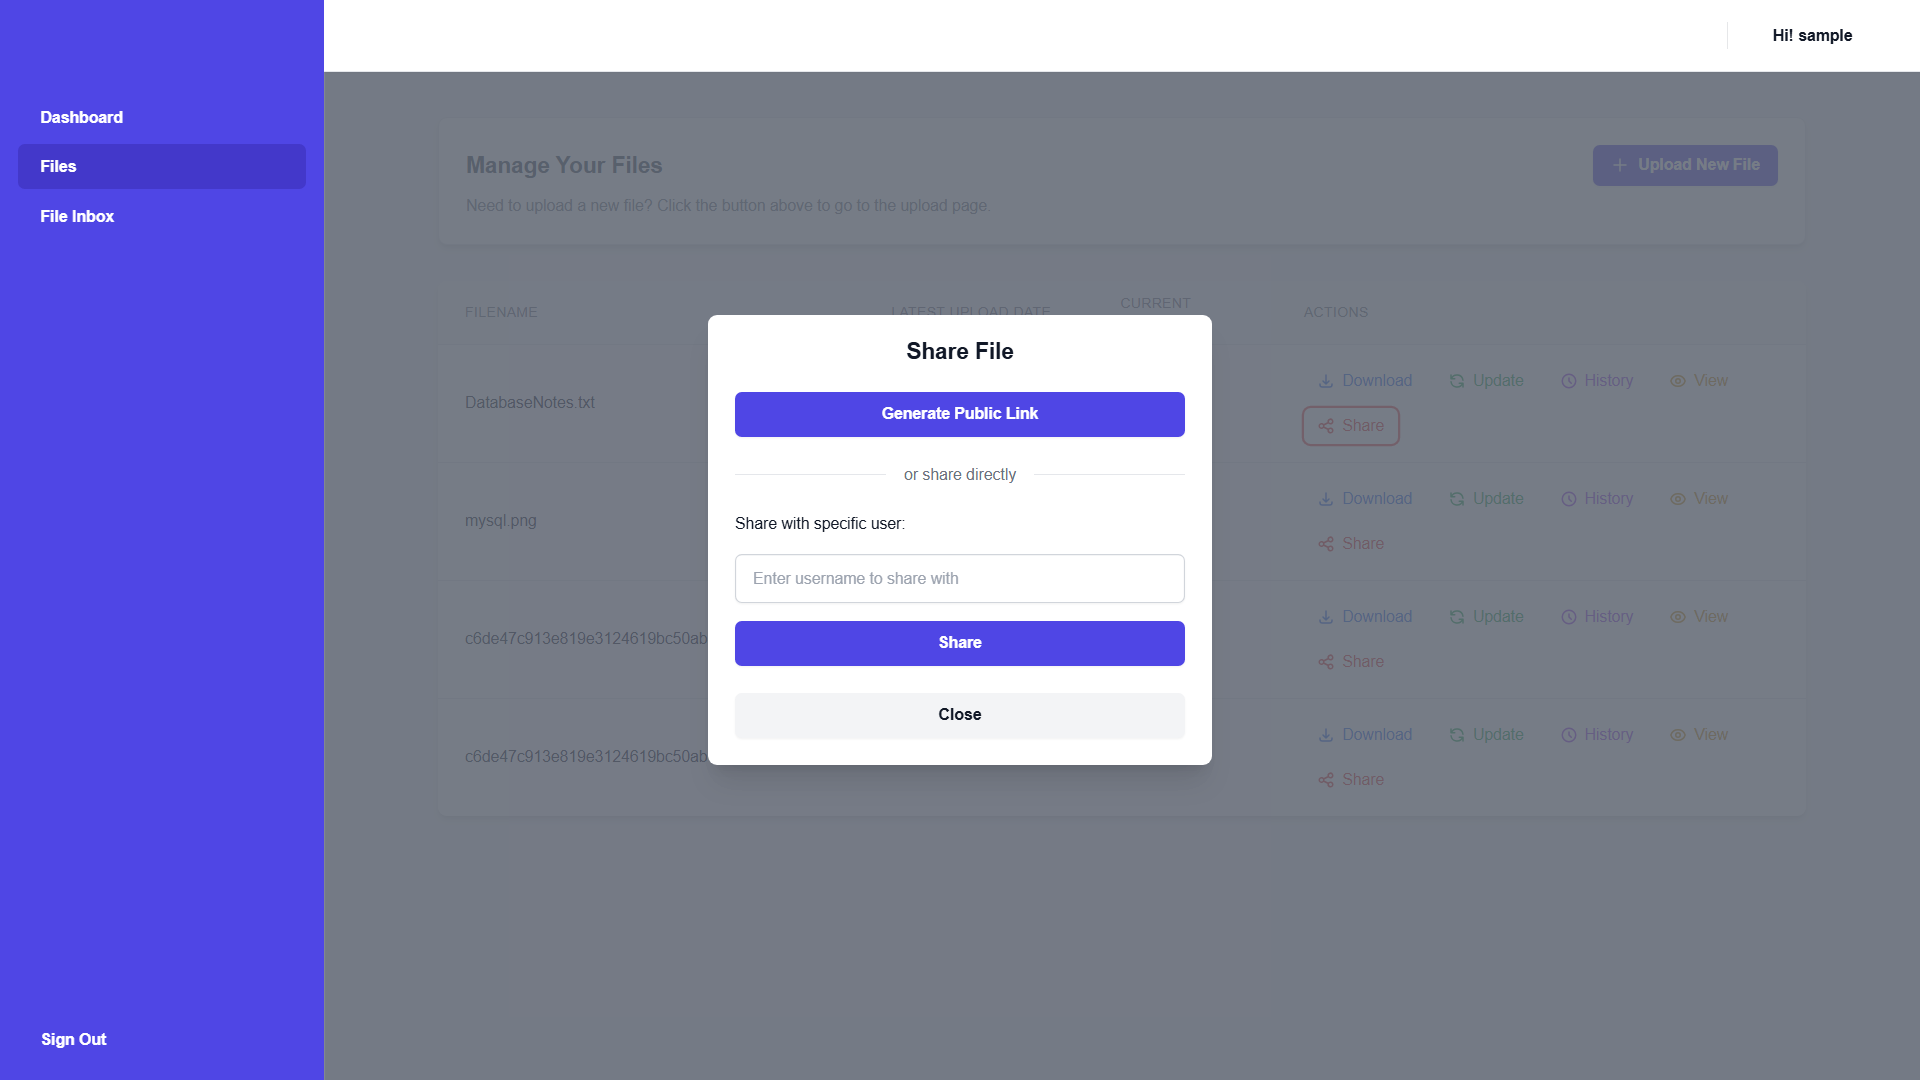 Hi! sample
Dashboard
Files
File Inbox
Sign Out
Manage Your Files
Upload New File
Need to upload a new file? Click the button above to go to the upload page.
FILENAME
LATEST UPLOAD DATE
CURRENT
ACTIONS
DatabaseNotes.txt
Download
Update
History
View
Share
mysql.png
Download
Update
History
View
Share
c6de47c913e819e3124619bc50ab
Download
Update
History
View
Share
c6de47c913e819e3124619bc50ab
Download
Update
History
View
Share
Share File
Generate Public Link
or share directly
Share with specific user:
Enter username to share with
Share
Close